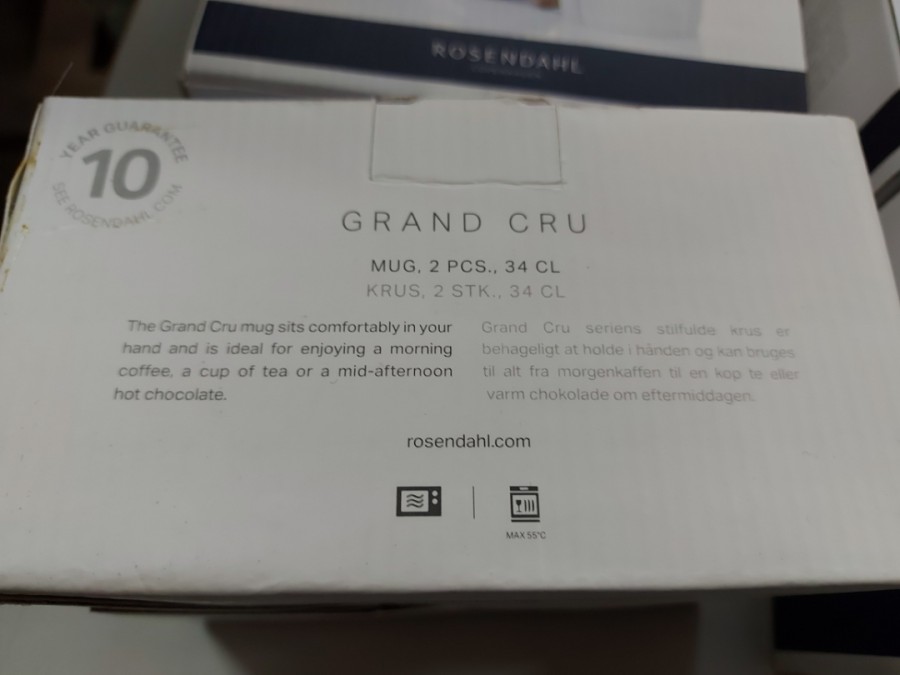 ROSENDAHL
10
YEAR GUARANTEE
SEE ROSENDAHL.COM
GRAND CRU
MUG, 2 PCS., 34 CL
KRUS, 2 STK., 34 CL
The Grand Cru mug sits comfortably in your
hand and is ideal for enjoying a morning
coffee, a cup of tea or a mid-afternoon
hot chocolate.
Grand Cru seriens stilfulde krus er
behageligt at holde i hånden og kan bruges
til alt fra morgenkaffen til en kop te eller
varm chokolade om eftermiddagen.
rosendahl.com
MAX 55°C